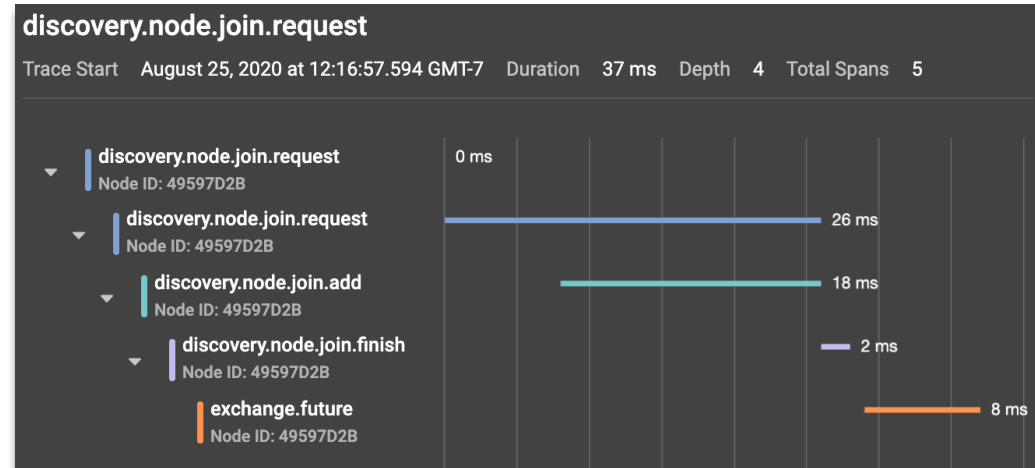 discovery.node.join.request
Trace Start August 25, 2020 at 12:16:57.594 GMT-7 Duration 37 ms Depth 4 Total Spans 5
discovery.node.join.request 0 ms
Node ID: 49597D2B
discovery.node.join.request 26 ms
Node ID: 49597D2B
discovery.node.join.add 18 ms
Node ID: 49597D2B
discovery.node.join.finish 2 ms
Node ID: 49597D2B
exchange.future 8 ms
Node ID: 49597D2B